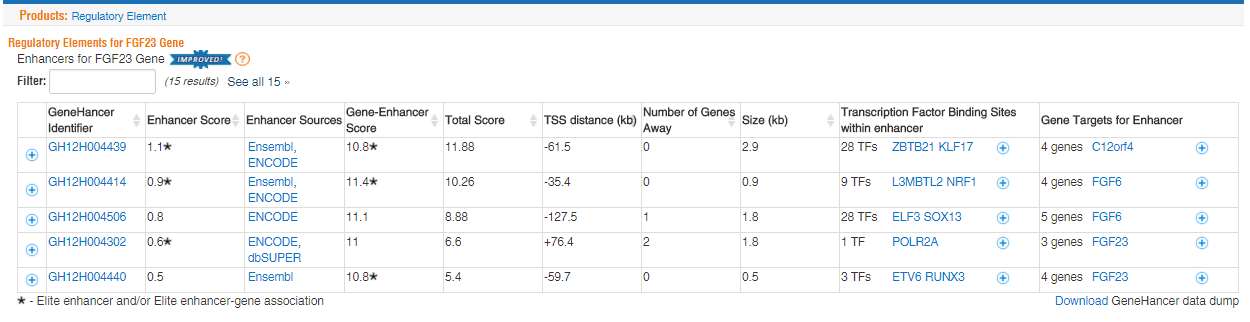 Products: Regulatory Element
Regulatory Elements for FGF23 Gene
Enhancers for FGF23 Gene IMPROVED! ?
Filter: (15 results) See all 15 »
GeneHancer Identifier Enhancer Score Enhancer Sources Gene-Enhancer Score Total Score TSS distance (kb) Number of Genes Away Size (kb) Transcription Factor Binding Sites within enhancer Gene Targets for Enhancer
GH12H004439 1.1* Ensembl, ENCODE 10.8* 11.88 -61.5 0 2.9 28 TFs ZBTB21 KLF17 4 genes C12orf4
GH12H004414 0.9* Ensembl, ENCODE 11.4* 10.26 -35.4 0 0.9 9 TFs L3MBTL2 NRF1 4 genes FGF6
GH12H004506 0.8 ENCODE 11.1 8.88 -127.5 1 1.8 28 TFs ELF3 SOX13 5 genes FGF6
GH12H004302 0.6* ENCODE, dbSUPER 11 6.6 +76.4 2 1.8 1 TF POLR2A 3 genes FGF23
GH12H004440 0.5 Ensembl 10.8* 5.4 -59.7 0 0.5 3 TFs ETV6 RUNX3 4 genes FGF23
* - Elite enhancer and/or Elite enhancer-gene association
Download GeneHancer data dump